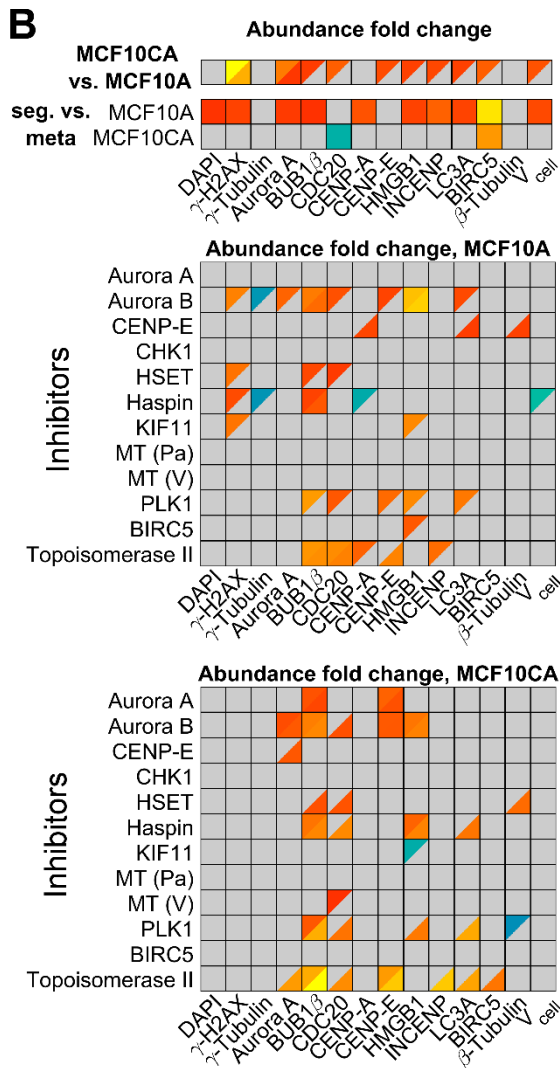 B
Abundance fold change
MCF10CA
vs. MCF10A
seg. vs. MCF10A
meta MCF10CA
DAPI
γ-H2AX
γ-Tubulin
Aurora A
BUB1β
CDC20
CENP-A
CENP-E
HMGB1
INCENP
LC3A
BIRC5
β-Tubulin
V cell
Abundance fold change, MCF10A
Inhibitors
Aurora A
Aurora B
CENP-E
CHK1
HSET
Haspin
KIF11
MT (Pa)
MT (V)
PLK1
BIRC5
Topoisomerase II
DAPI
γ-H2AX
γ-Tubulin
Aurora A
BUB1β
CDC20
CENP-A
CENP-E
HMGB1
INCENP
LC3A
BIRC5
β-Tubulin
V cell
Abundance fold change, MCF10CA
Inhibitors
Aurora A
Aurora B
CENP-E
CHK1
HSET
Haspin
KIF11
MT (Pa)
MT (V)
PLK1
BIRC5
Topoisomerase II
DAPI
γ-H2AX
γ-Tubulin
Aurora A
BUB1β
CDC20
CENP-A
CENP-E
HMGB1
INCENP
LC3A
BIRC5
β-Tubulin
V cell